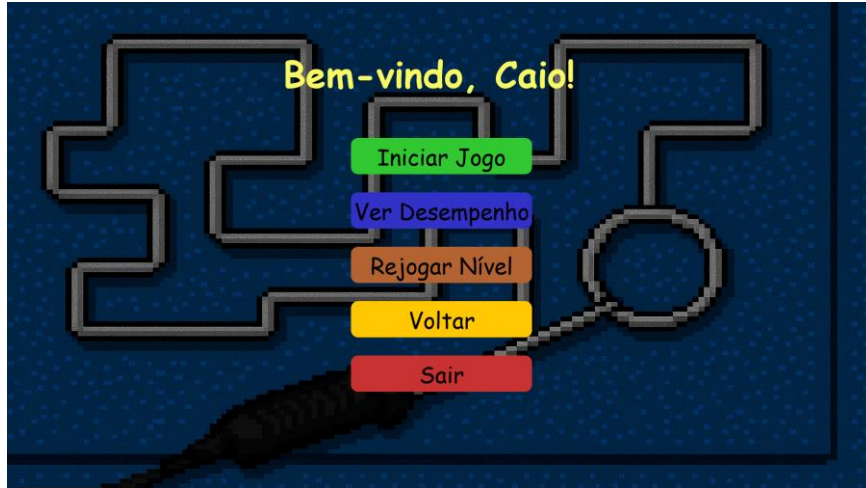 Bem-vindo, Caio!
Iniciar Jogo
Ver Desempenho
Rejogar Nível
Voltar
Sair